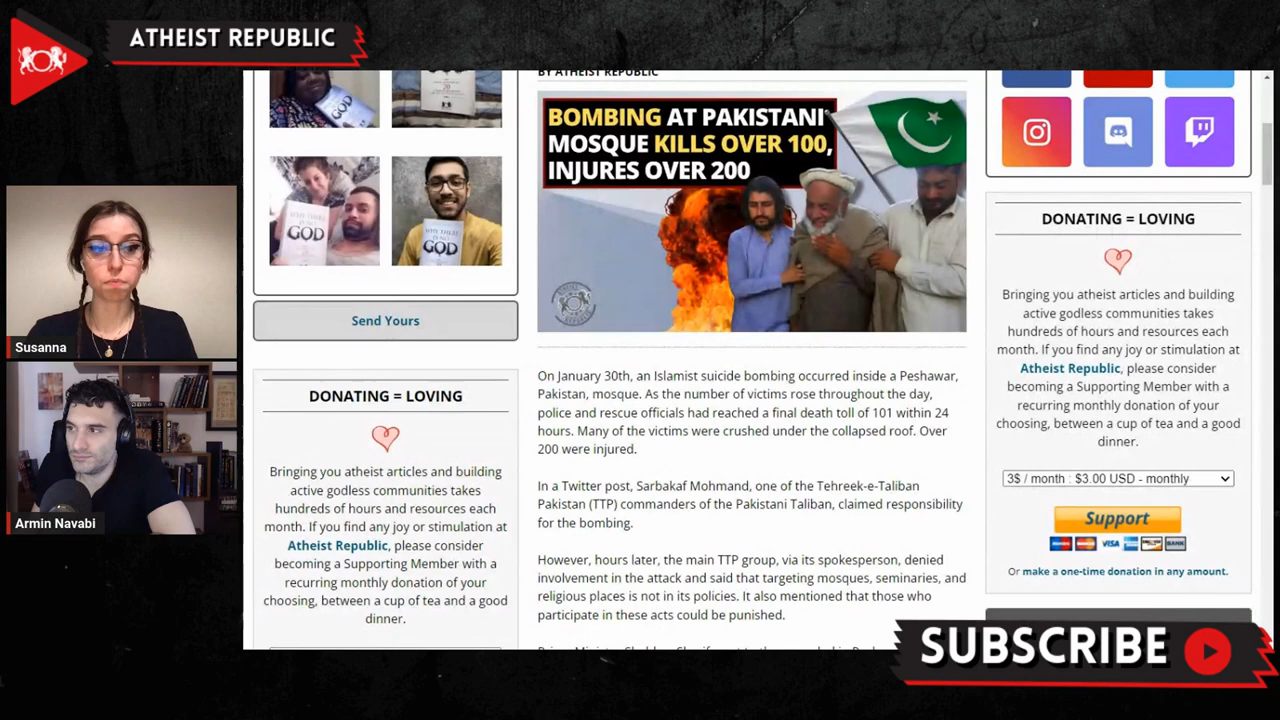 ATHEIST REPUBLIC
BY ATHEIST REPUBLIC
BOMBING AT PAKISTANI
MOSQUE KILLS OVER 100,
INJURES OVER 200
GOD
GOD
Send Yours
DONATING = LOVING
Bringing you atheist articles and building
active godless communities takes
hundreds of hours and resources each
month. If you find any joy or stimulation at
Atheist Republic, please consider
becoming a Supporting Member with a
recurring monthly donation of your
choosing, between a cup of tea and a good
dinner.
On January 30th, an Islamist suicide bombing occurred inside a Peshawar,
Pakistan, mosque. As the number of victims rose throughout the day,
police and rescue officials had reached a final death toll of 101 within 24
hours. Many of the victims were crushed under the collapsed roof. Over
200 were injured.
In a Twitter post, Sarbakaf Mohmand, one of the Tehreek-e-Taliban
Pakistan (TTP) commanders of the Pakistani Taliban, claimed responsibility
for the bombing.
However, hours later, the main TTP group, via its spokesperson, denied
involvement in the attack and said that targeting mosques, seminaries, and
religious places is not in its policies. It also mentioned that those who
participate in these acts could be punished.
DONATING = LOVING
Bringing you atheist articles and building
active godless communities takes
hundreds of hours and resources each
month. If you find any joy or stimulation at
Atheist Republic, please consider
becoming a Supporting Member with a
recurring monthly donation of your
choosing, between a cup of tea and a good
dinner.
3$ / month : $3.00 USD - monthly
Support
VISA
BANK
Or make a one-time donation in any amount.
Susanna
Armin Navabi
SUBSCRIBE